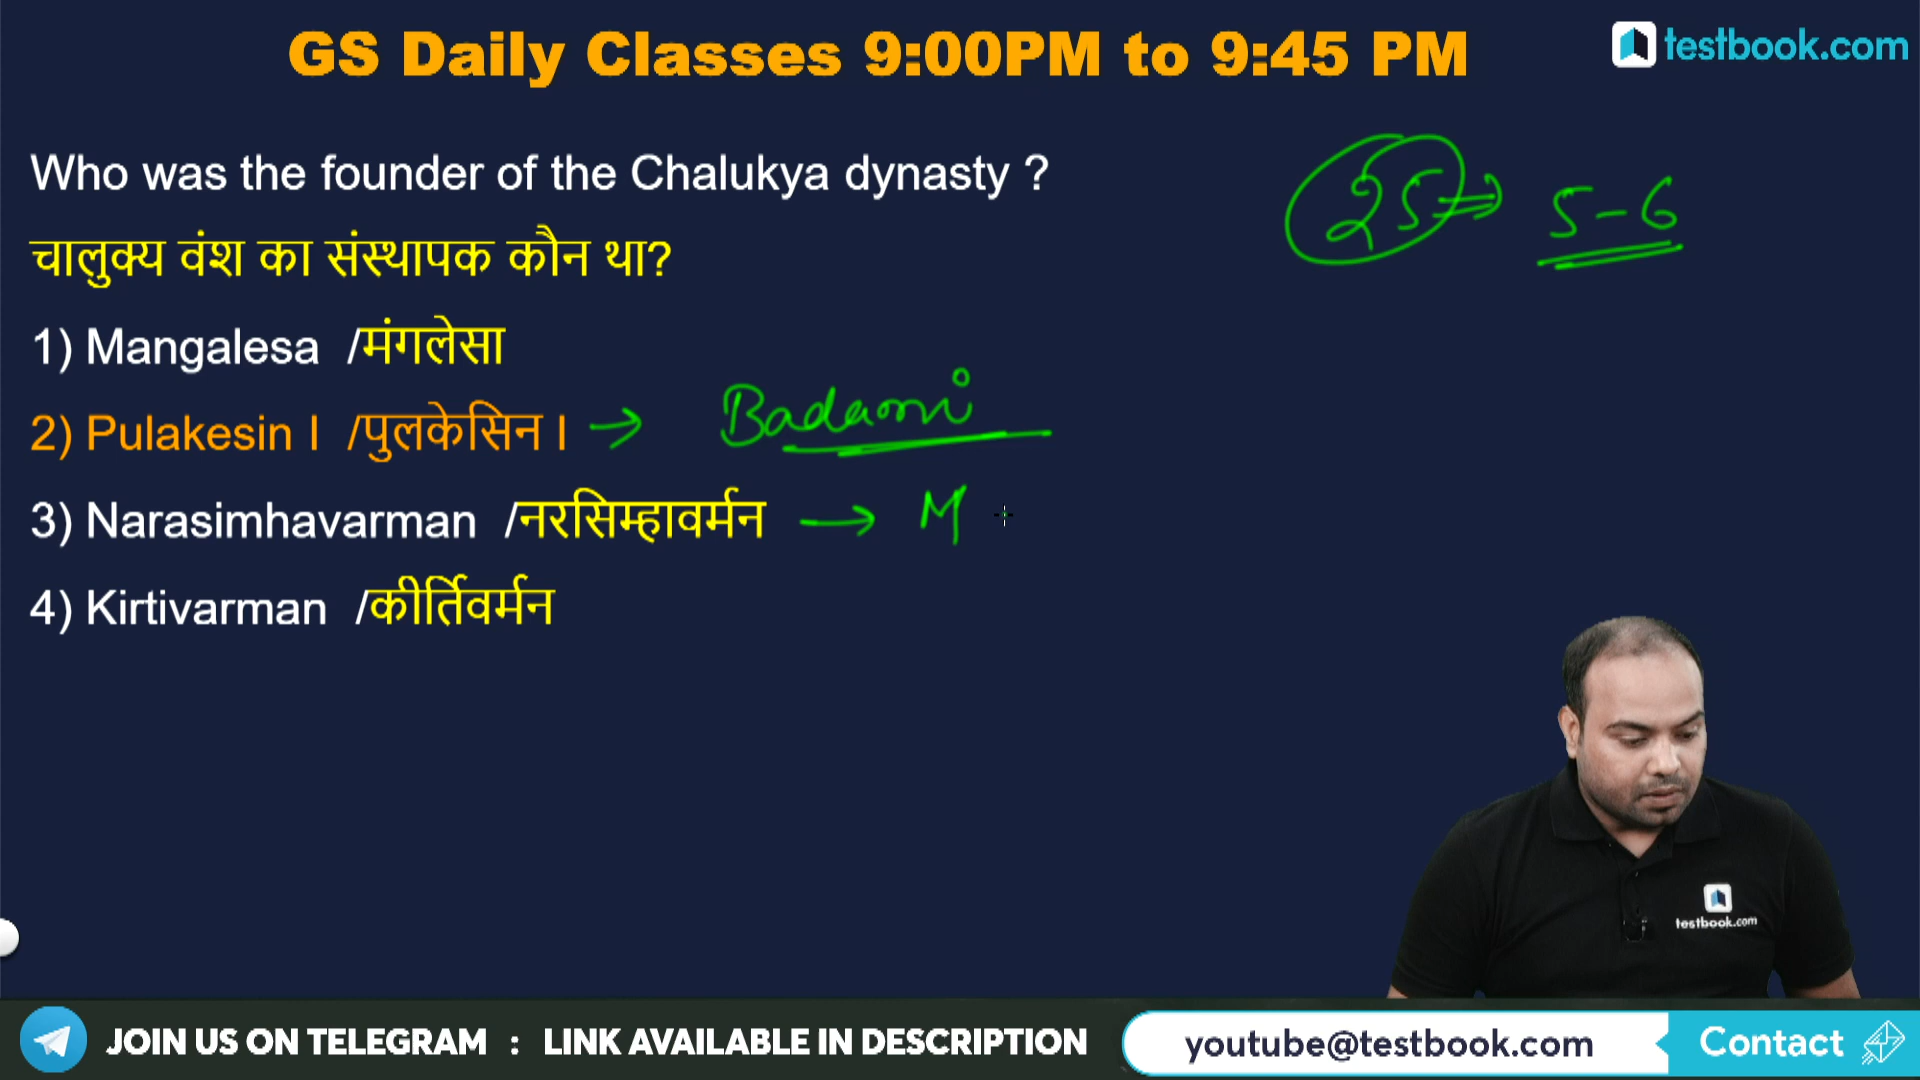 GS Daily Classes 9:00PM to 9:45 PM
testbook.com
Who was the founder of the Chalukya dynasty ?
25 → 5-6
चालुक्य वंश का संस्थापक कौन था?
1) Mangalesa /मंगलेसा
2) Pulakesin I /पुलकेसिन I → Badami
3) Narasimhavarman /नरसिम्हावर्मन → M
4) Kirtivarman /कीर्तिवर्मन
testbook.com
JOIN US ON TELEGRAM : LINK AVAILABLE IN DESCRIPTION
youtube@testbook.com
Contact